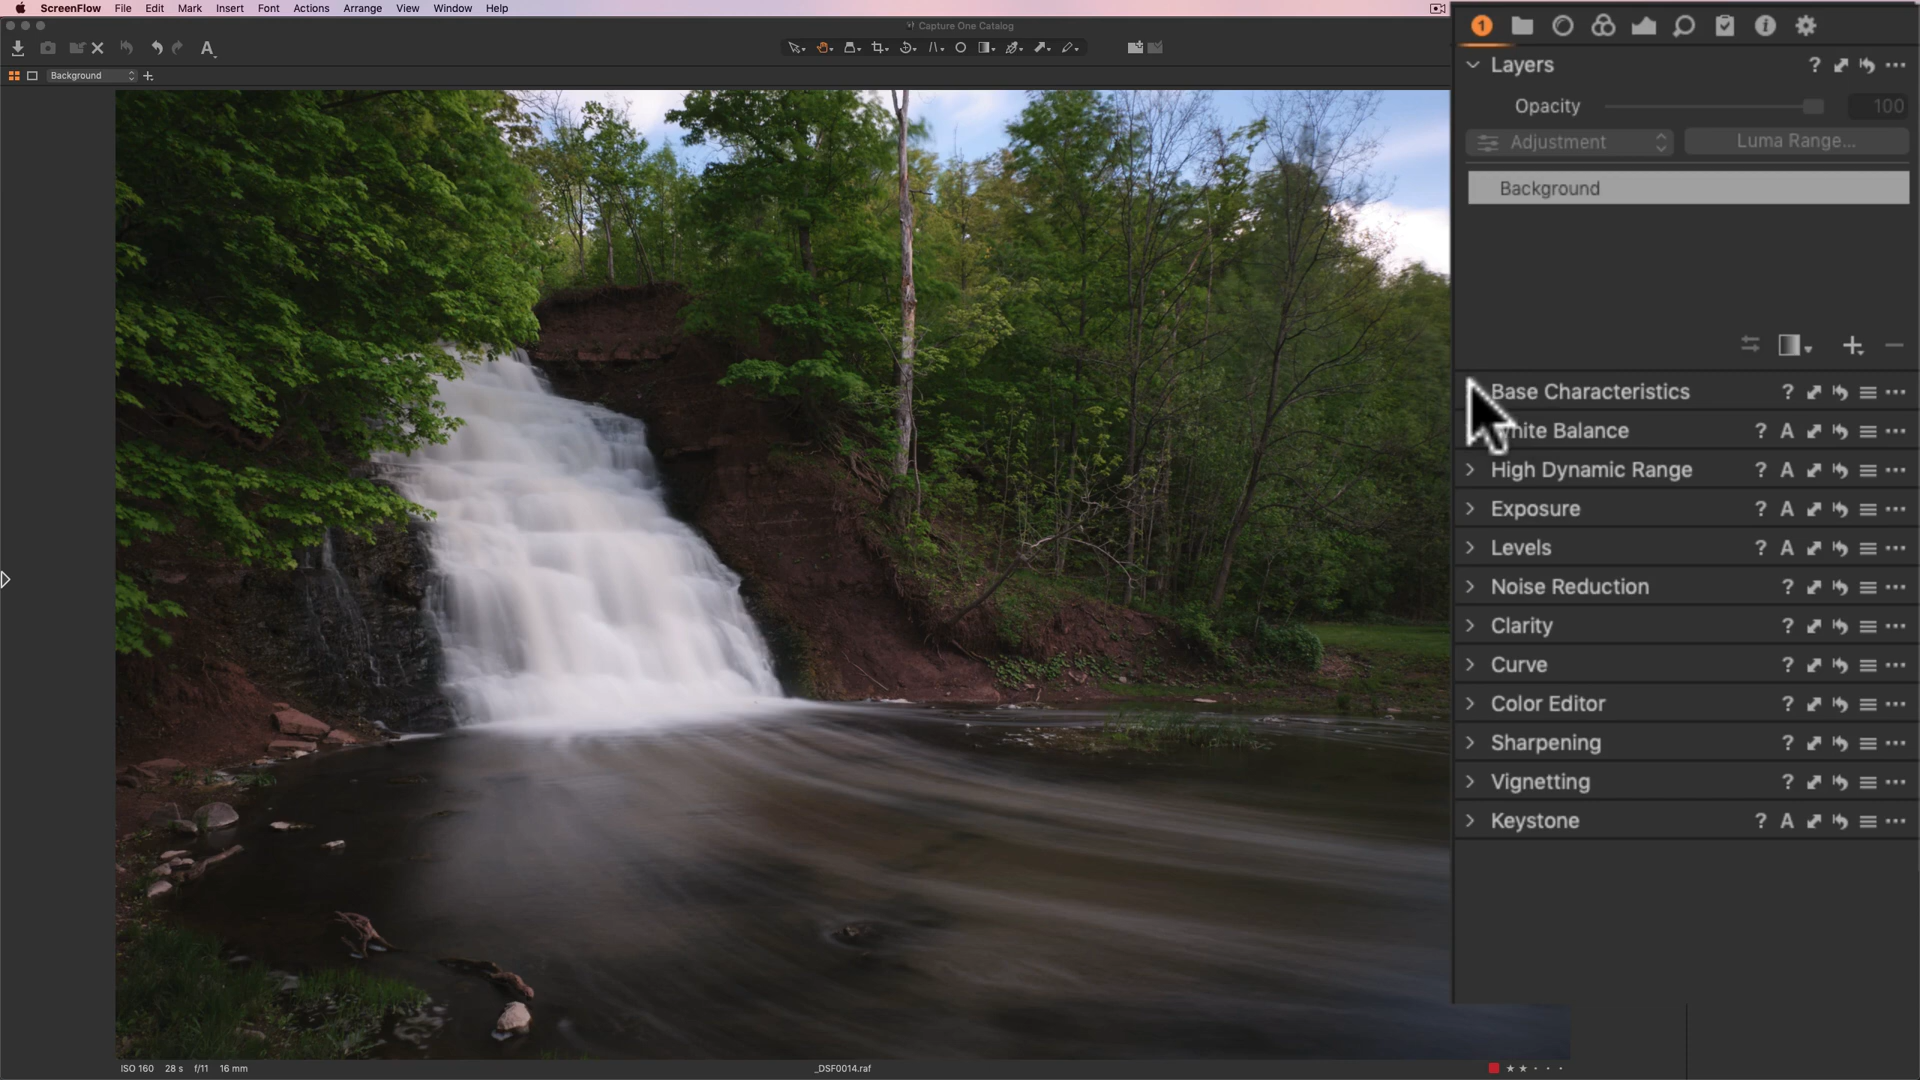 ScreenFlow File Edit Mark Insert Font Actions Arrange View Window Help
Capture One Catalog
A
Background
1
Layers ?
Opacity 100
Adjustment Luma Range...
Background
Base Characteristics ?
hite Balance ? A
High Dynamic Range ? A
Exposure ? A
Levels ? A
Noise Reduction ?
Clarity ?
Curve ?
Color Editor ?
Sharpening ?
Vignetting ?
Keystone ? A
ISO 160 28 s f/11 16 mm _DSF0014.raf